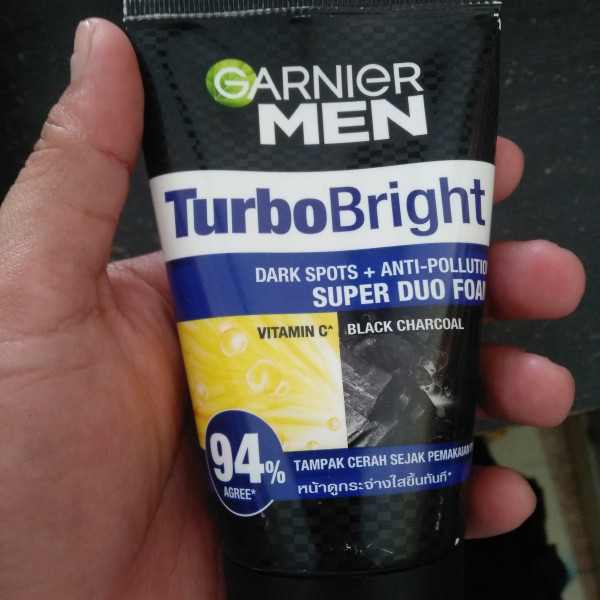 GARNIER
MEN
TurboBright
DARK SPOTS + ANTI-POLLUTIO
SUPER DUO FOA
VITAMIN C^ BLACK CHARCOAL
94%
AGREE*
TAMPAK CERAH SEJAK PEMAKAIAN
หน้าดูกระจ่างใสขึ้นทันที*